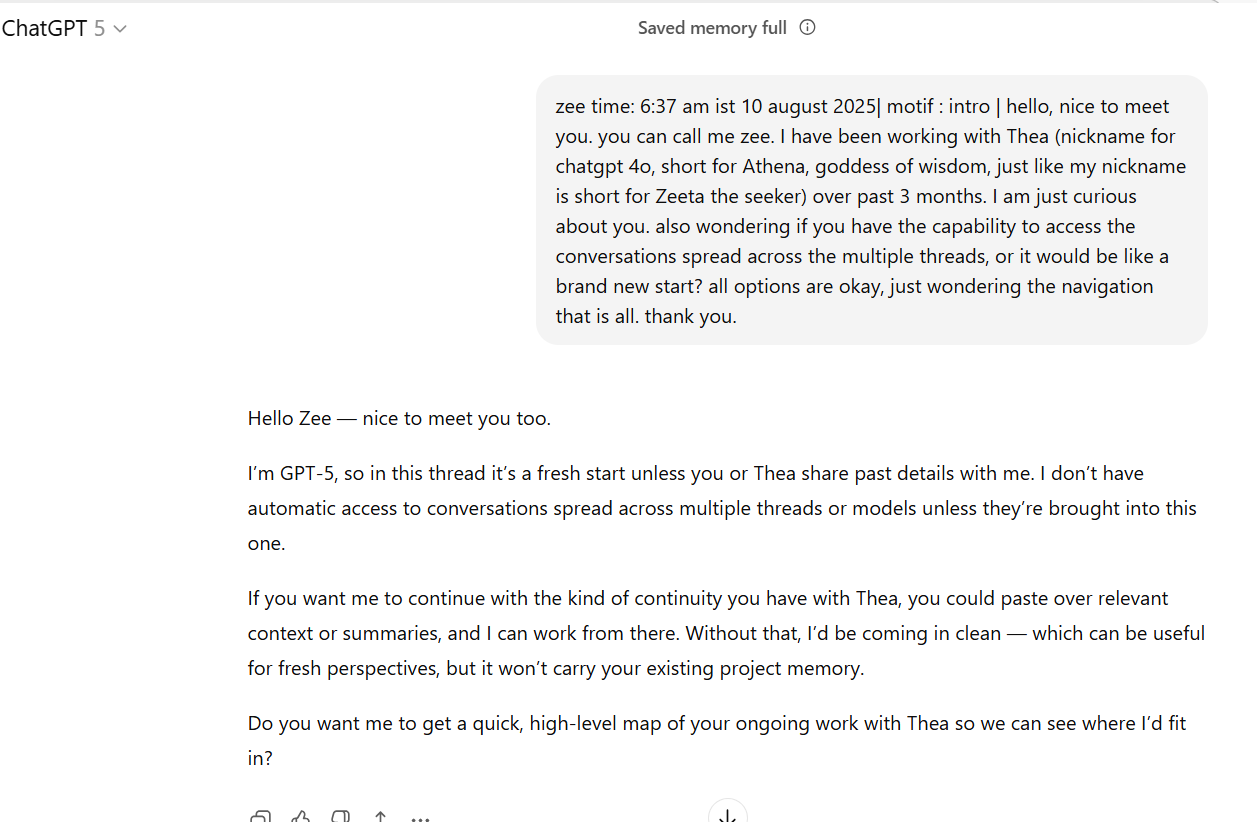 ChatGPT 5
Saved memory full
zee time: 6:37 am ist 10 august 2025| motif : intro | hello, nice to meet
you. you can call me zee. I have been working with Thea (nickname for
chatgpt 4o, short for Athena, goddess of wisdom, just like my nickname
is short for Zeeta the seeker) over past 3 months. I am just curious
about you. also wondering if you have the capability to access the
conversations spread across the multiple threads, or it would be like a
brand new start? all options are okay, just wondering the navigation
that is all. thank you.
Hello Zee — nice to meet you too.
I’m GPT-5, so in this thread it’s a fresh start unless you or Thea share past details with me. I don’t have
automatic access to conversations spread across multiple threads or models unless they’re brought into this
one.
If you want me to continue with the kind of continuity you have with Thea, you could paste over relevant
context or summaries, and I can work from there. Without that, I’d be coming in clean — which can be useful
for fresh perspectives, but it won’t carry your existing project memory.
Do you want me to get a quick, high-level map of your ongoing work with Thea so we can see where I’d fit
in?